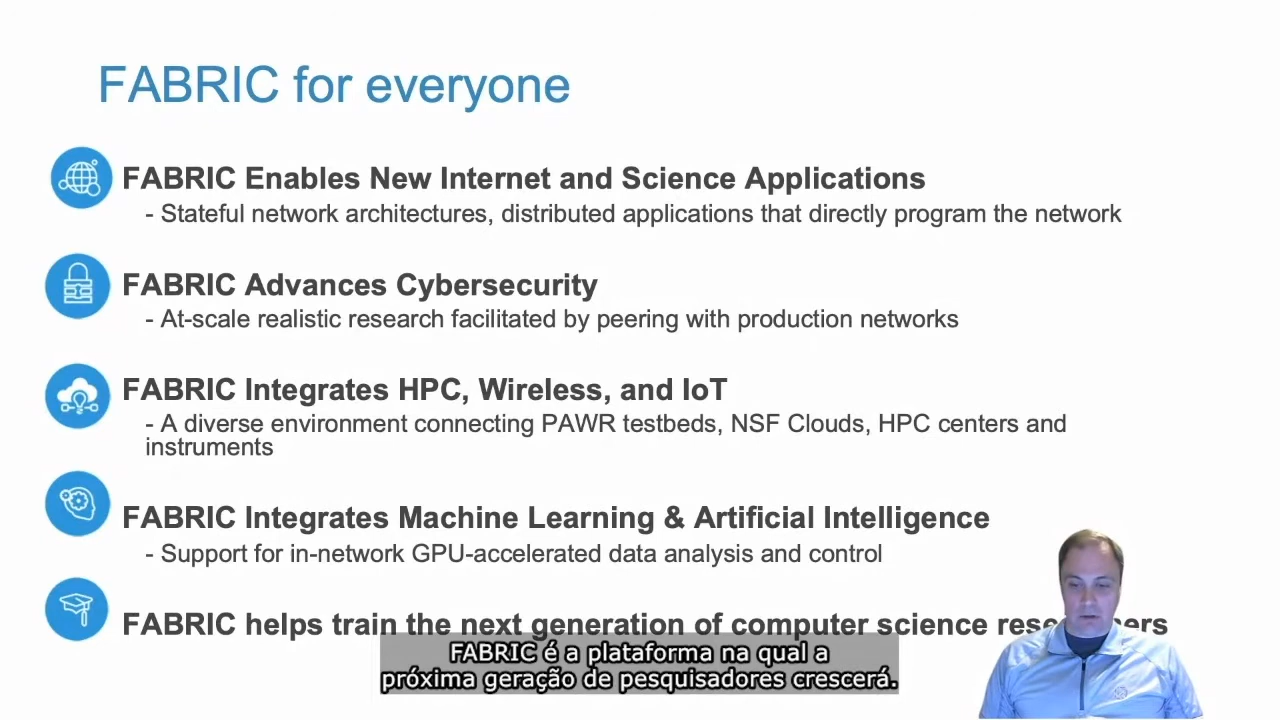 FABRIC for everyone
FABRIC Enables New Internet and Science Applications
- Stateful network architectures, distributed applications that directly program the network
FABRIC Advances Cybersecurity
- At-scale realistic research facilitated by peering with production networks
FABRIC Integrates HPC, Wireless, and IoT
- A diverse environment connecting PAWR testbeds, NSF Clouds, HPC centers and
instruments
FABRIC Integrates Machine Learning & Artificial Intelligence
- Support for in-network GPU-accelerated data analysis and control
FABRIC helps train the next generation of computer science
FABRIC é a plataforma na qual a
próxima geração de pesquisadores crescerá.